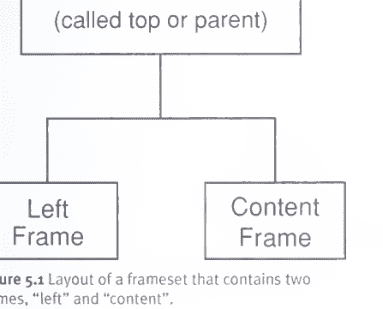 (called top or parent)
Left
Frame
Content
Frame
ure 5.1 Layout of a frameset that contains two
mes, “left” and “content”.